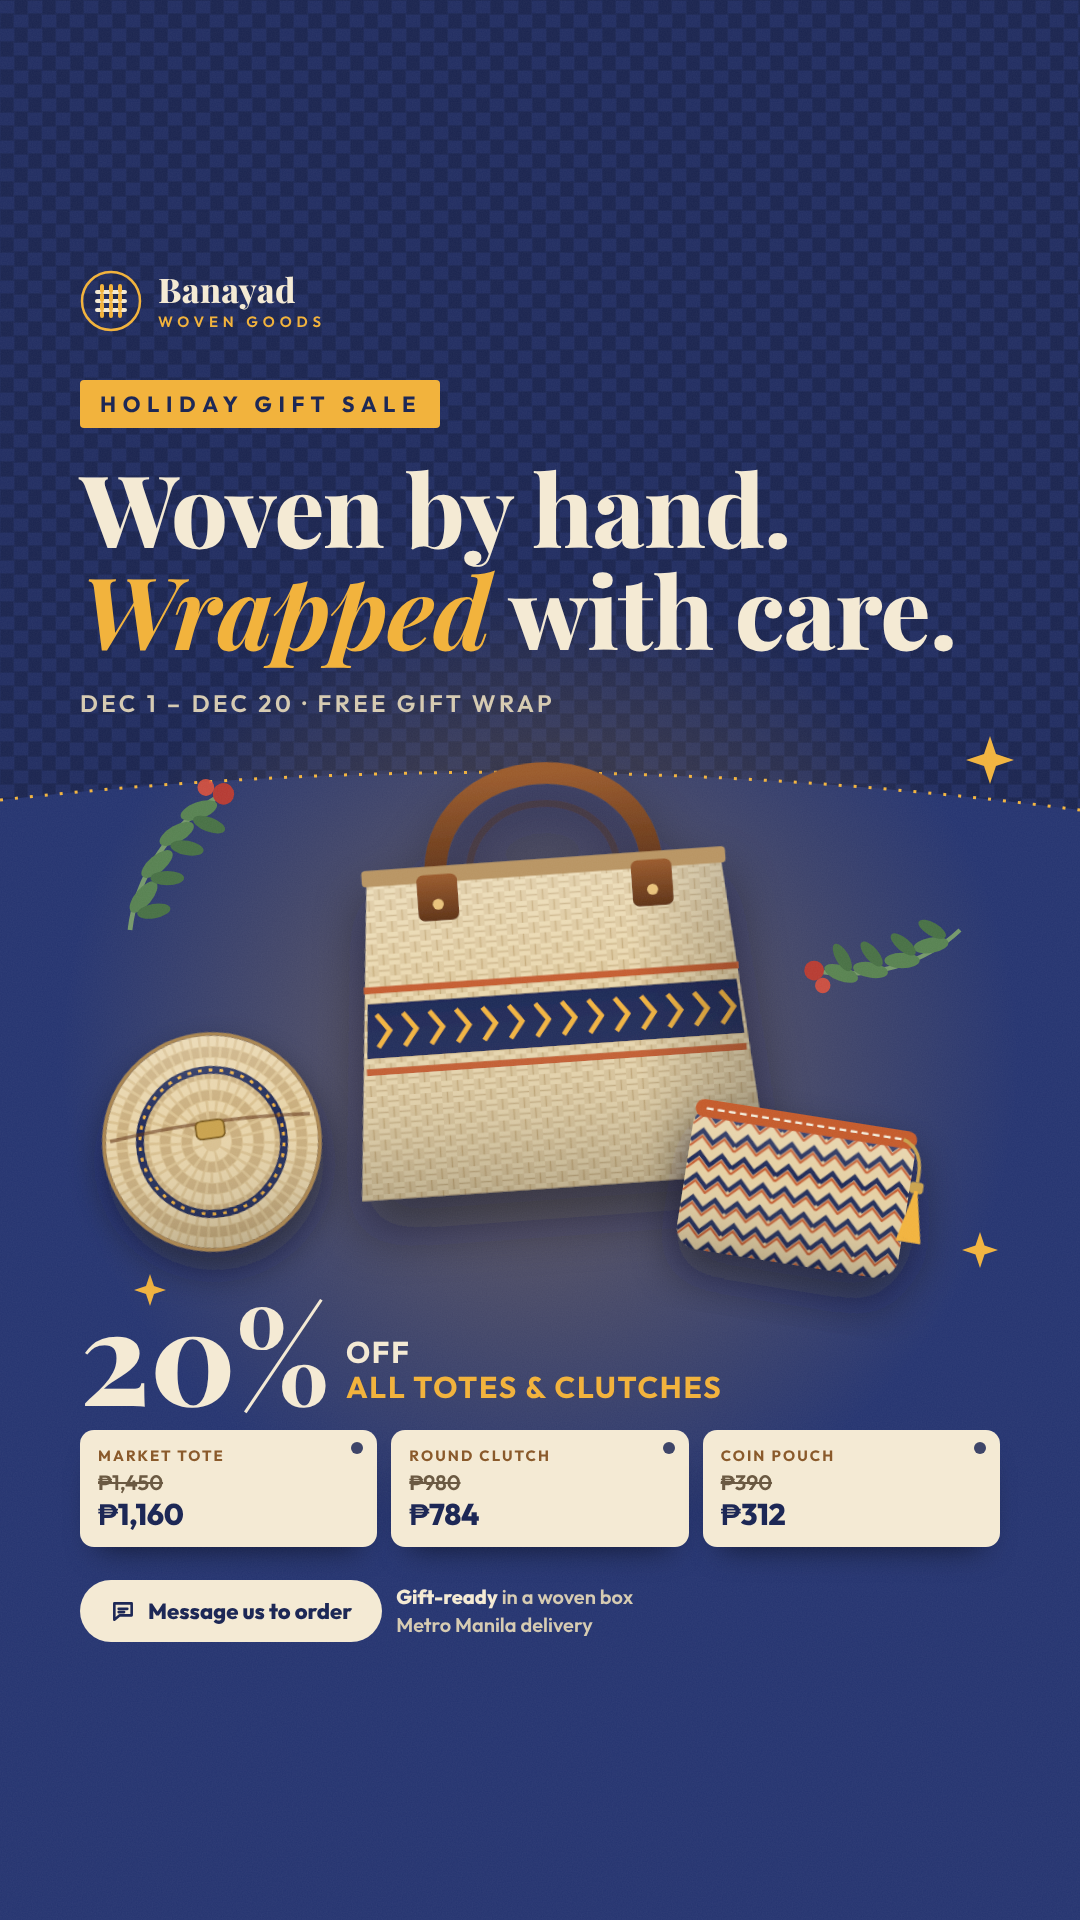 Banayad
WOVEN GOODS
HOLIDAY GIFT SALE
Woven by hand.
Wrapped with care.
DEC 1 – DEC 20 · FREE GIFT WRAP
20% OFF
ALL TOTES & CLUTCHES
MARKET TOTE
₱1,450
₱1,160
ROUND CLUTCH
₱980
₱784
COIN POUCH
₱390
₱312
Message us to order
Gift-ready in a woven box
Metro Manila delivery